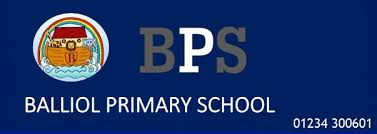 B
BPS
BALLIOL PRIMARY SCHOOL
01234 300601